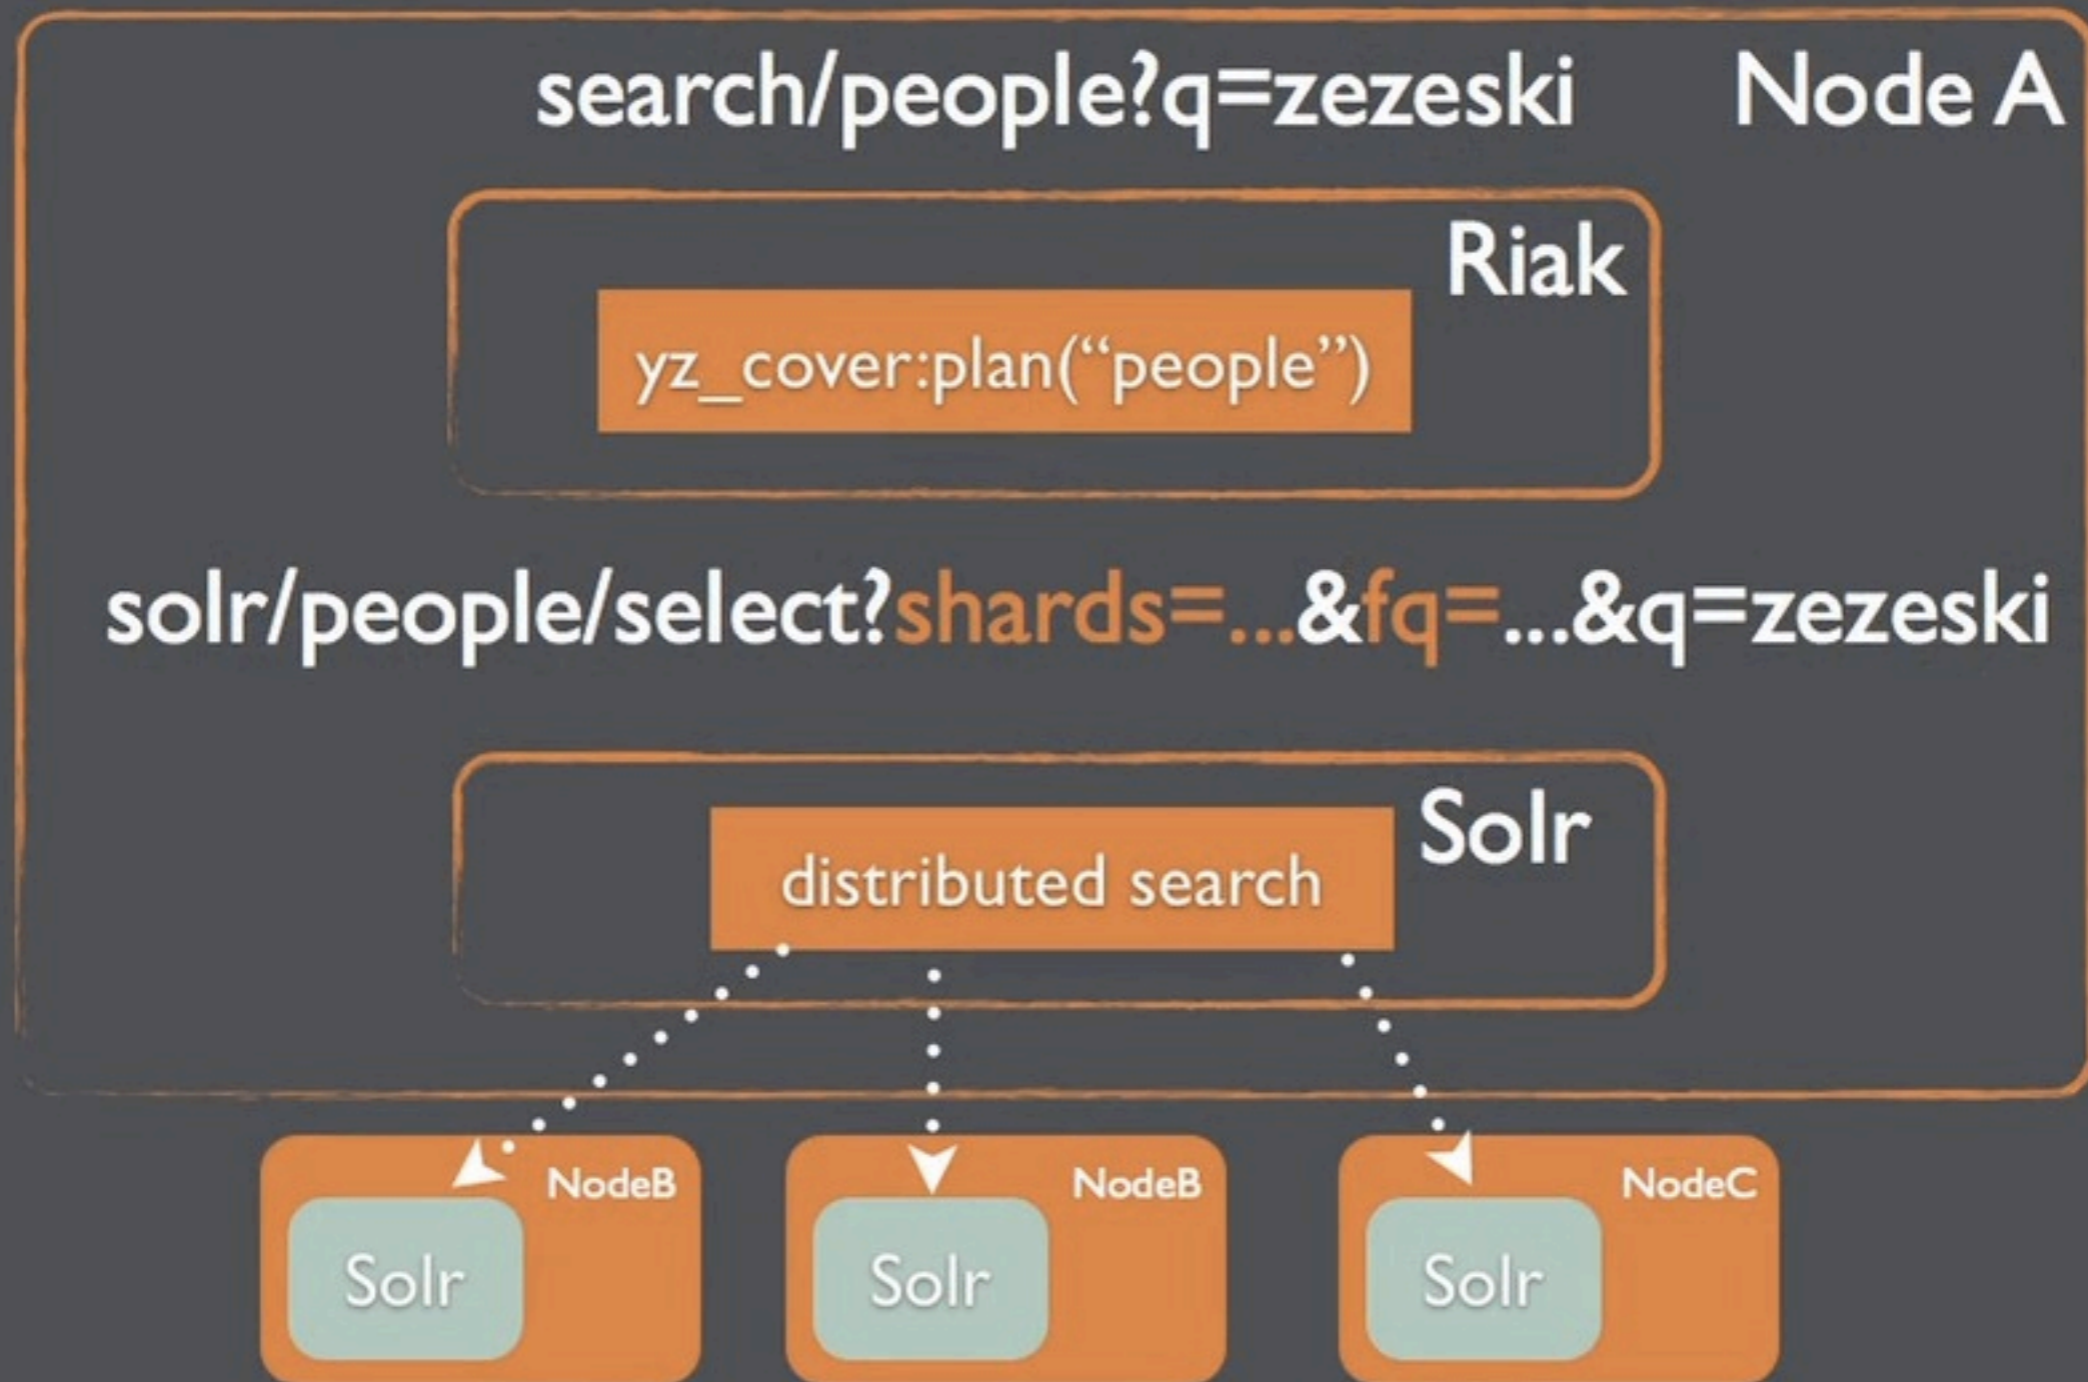 search/people?q=zezeski
Node A
Riak
yz_cover:plan(“people”)
solr/people/select?shards=...&fq=...&q=zezeski
Solr
distributed search
NodeB
Solr
NodeB
Solr
NodeC
Solr